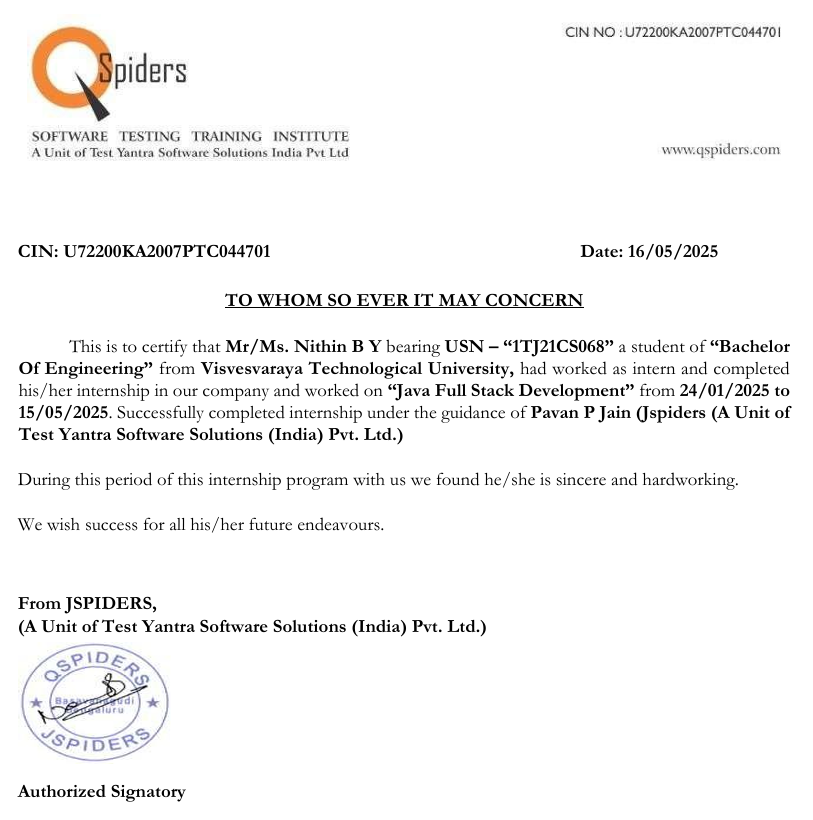 QSpiders
CIN NO : U72200KA2007PTC044701
SOFTWARE TESTING TRAINING INSTITUTE
A Unit of Test Yantra Software Solutions India Pvt Ltd
www.qspiders.com
CIN: U72200KA2007PTC044701
Date: 16/05/2025
TO WHOM SO EVER IT MAY CONCERN
This is to certify that Mr/Ms. Nithin B Y bearing USN – “1TJ21CS068” a student of “Bachelor
Of Engineering” from Visvesvaraya Technological University, had worked as intern and completed
his/her internship in our company and worked on “Java Full Stack Development” from 24/01/2025 to
15/05/2025. Successfully completed internship under the guidance of Pavan P Jain (Jspiders (A Unit of
Test Yantra Software Solutions (India) Pvt. Ltd.)
During this period of this internship program with us we found he/she is sincere and hardworking.
We wish success for all his/her future endeavours.
From JSPIDERS,
(A Unit of Test Yantra Software Solutions (India) Pvt. Ltd.)
QSPIDERS
Basavanagudi
Bengaluru
JSPIDERS
Authorized Signatory